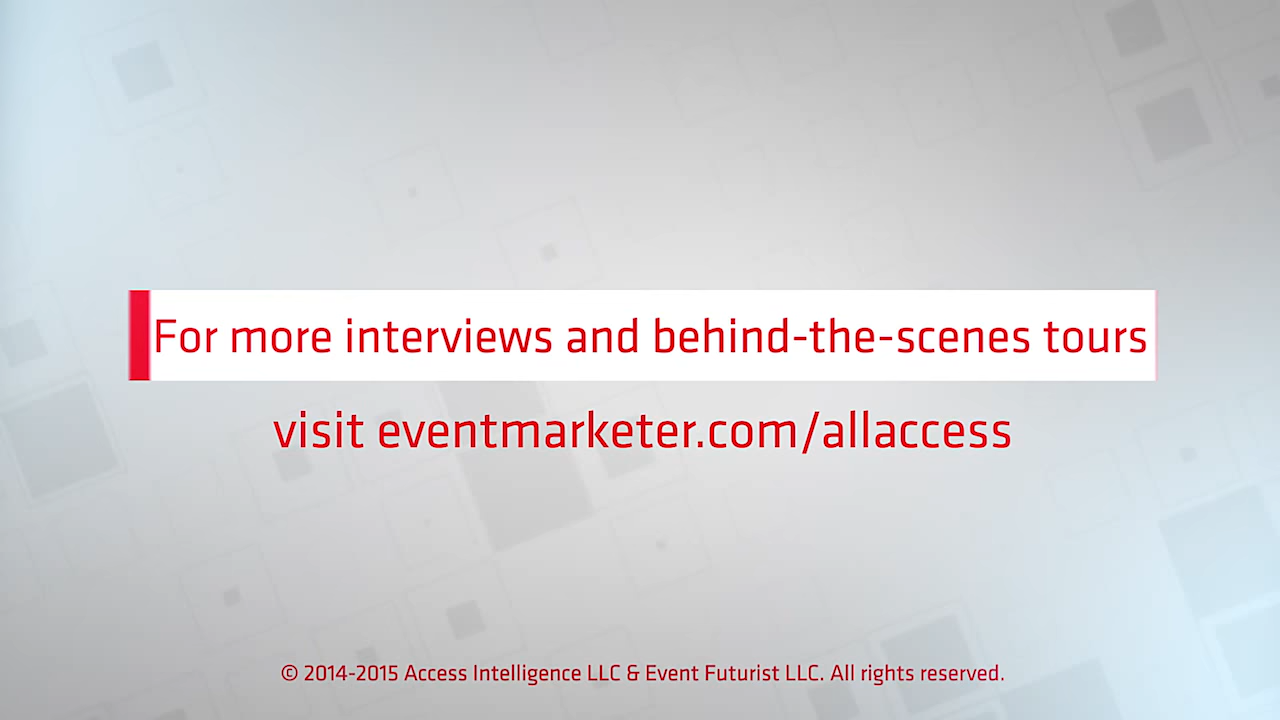 For more interviews and behind-the-scenes tours
visit eventmarketer.com/allaccess
© 2014-2015 Access Intelligence LLC & Event Futurist LLC. All rights reserved.